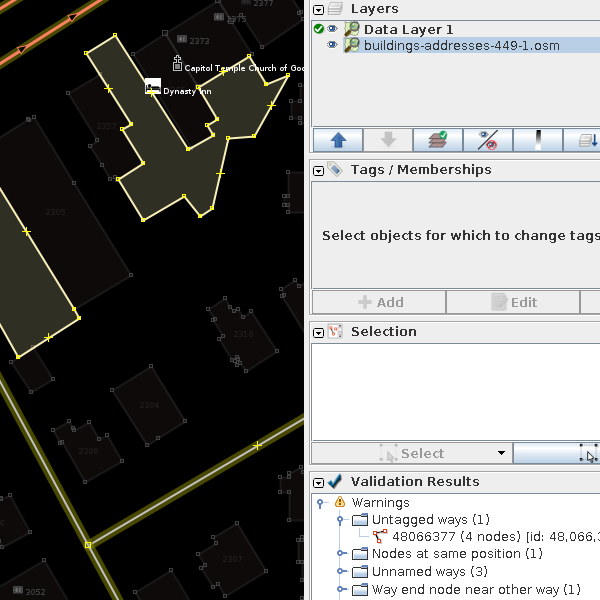 2377
2375
2373
Capitol Temple Church of Goo
Dynasty Inn
2357
2305
2310
2304
2300
2307
3052
Layers
Data Layer 1
buildings-addresses-449-1.osm
Tags / Memberships
Select objects for which to change tags
Add
Edit
Selection
Select
Validation Results
Warnings
Untagged ways (1)
48066377 (4 nodes) [id: 48,066,3
Nodes at same position (1)
Unnamed ways (3)
Way end node near other way (1)